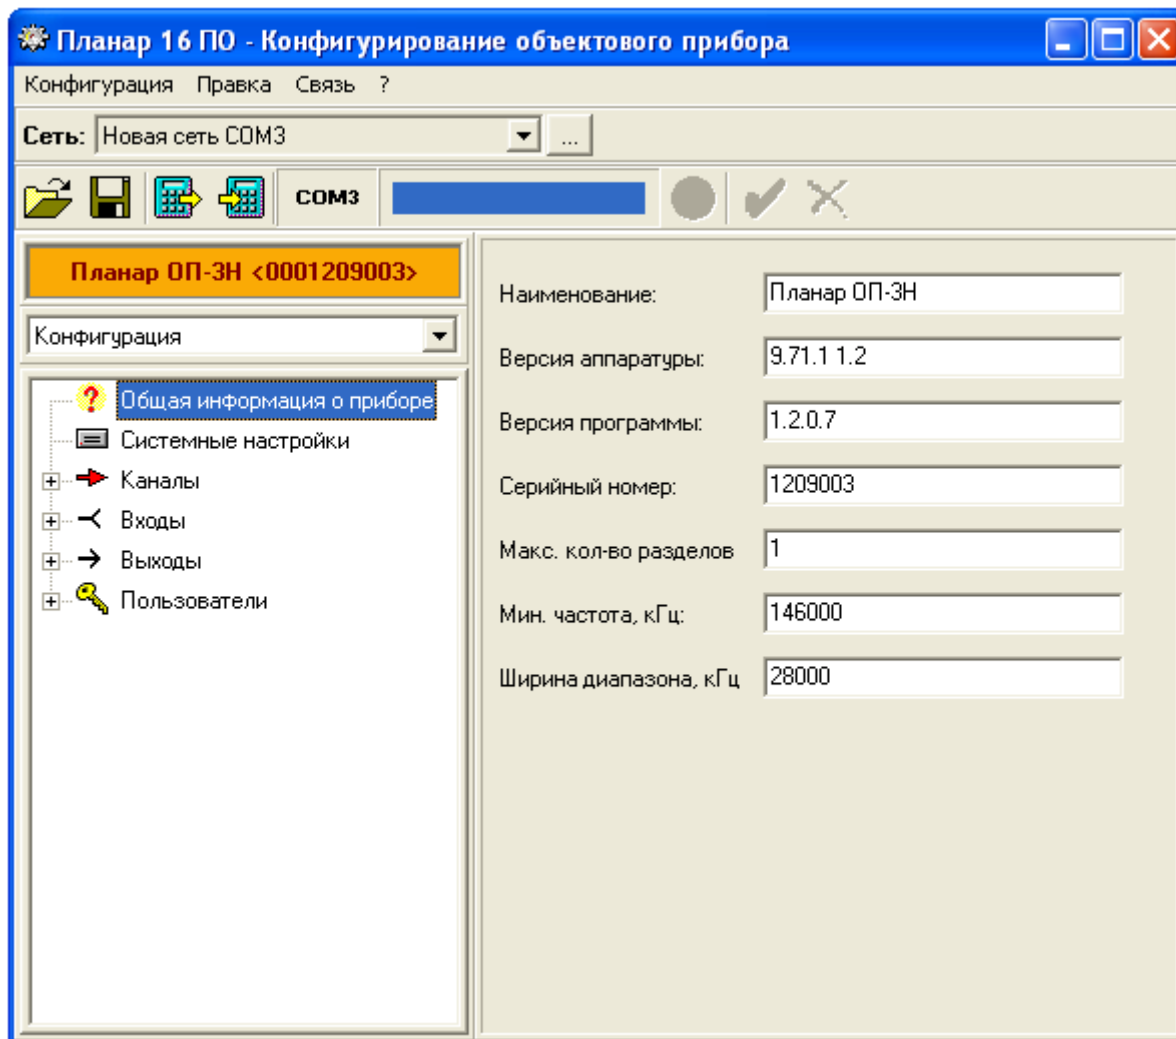 Планар 16 ПО - Конфигурирование объектового прибора
Конфигурация Правка Связь ?
Сеть: Новая сеть COM3 ...
COM3
Планар ОП-3Н <0001209003>
Конфигурация
Общая информация о приборе
Системные настройки
Каналы
Входы
Выходы
Пользователи
Наименование: Планар ОП-3Н
Версия аппаратуры: 9.71.1 1.2
Версия программы: 1.2.0.7
Серийный номер: 1209003
Макс. кол-во разделов 1
Мин. частота, кГц: 146000
Ширина диапазона, кГц 28000